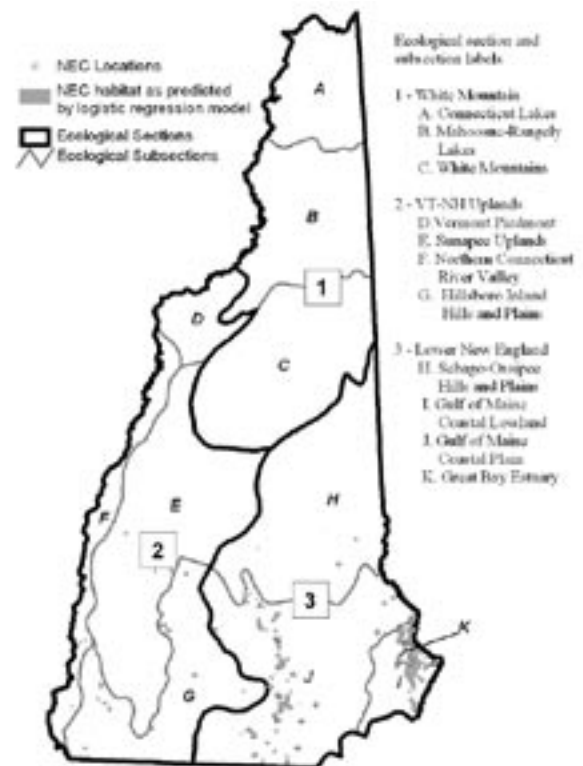 NEC Locations
NEC habitat as predicted
by logistic regression model
Ecological Sections
Ecological Subsections
Ecological section and
subsection labels
1 - White Mountain
A. Connecticut Lakes
B. Mahoosic-Rangely
Lakes
C. White Mountains
2 - VT-NH Uplands
D Vermont Piedmont
E. Sunapee Uplands
F. Northern Connecticut
River Valley
G. Hillsboro Inland
Hills and Plains
3 - Lower New England
H. Sebago-Ossipee
Hills and Plains
I. Gulf of Maine
Coastal Lowland
J. Gulf of Maine
Coastal Plain
K. Great Bay Estuary
A
B
1
D
C
H
E
F
2
3
K
J
G